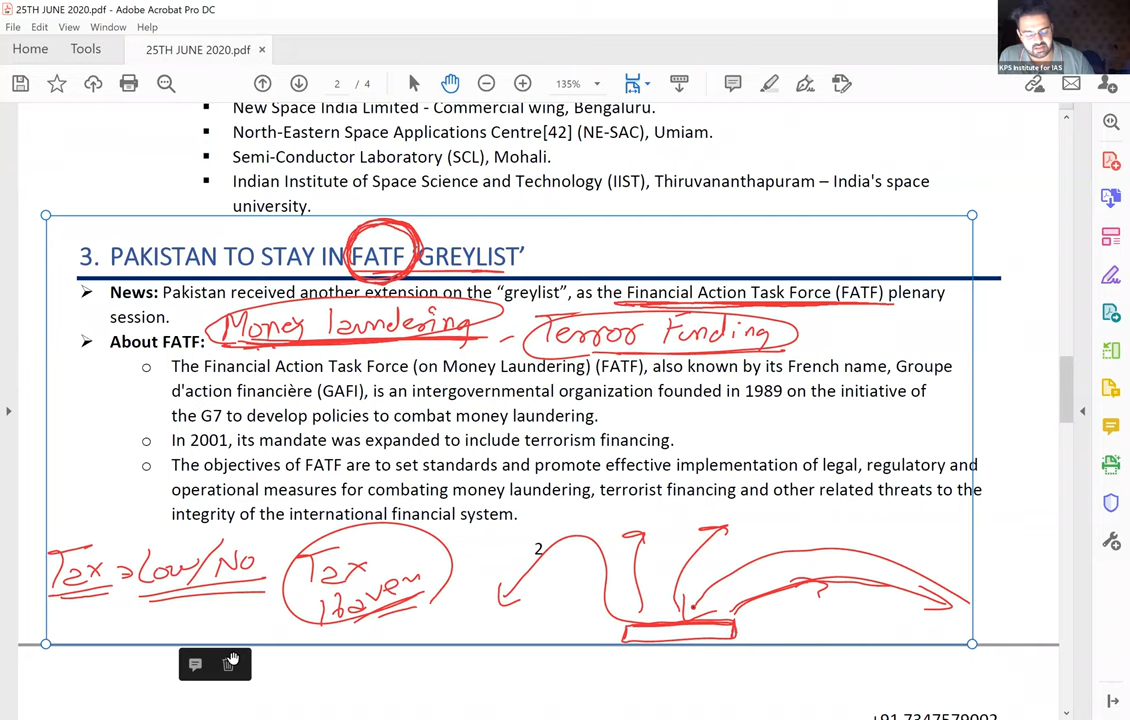 25TH JUNE 2020.pdf - Adobe Acrobat Pro DC
File Edit View Window Help
Home Tools 25TH JUNE 2020.pdf ×
2 / 4 135%
KPS Institute for IAS
▪ New Space India Limited - Commercial wing, Bengaluru.
▪ North-Eastern Space Applications Centre[42] (NE-SAC), Umiam.
▪ Semi-Conductor Laboratory (SCL), Mohali.
▪ Indian Institute of Space Science and Technology (IIST), Thiruvananthapuram – India's space
university.
3. PAKISTAN TO STAY IN FATF 'GREYLIST'
➢ News: Pakistan received another extension on the “greylist”, as the Financial Action Task Force (FATF) plenary
session.
Money laundering - Terror Funding
➢ About FATF:
o The Financial Action Task Force (on Money Laundering) (FATF), also known by its French name, Groupe
d'action financière (GAFI), is an intergovernmental organization founded in 1989 on the initiative of
the G7 to develop policies to combat money laundering.
o In 2001, its mandate was expanded to include terrorism financing.
o The objectives of FATF are to set standards and promote effective implementation of legal, regulatory and
operational measures for combating money laundering, terrorist financing and other related threats to the
integrity of the international financial system.
2
Tax Low/No
Tax
Haven
+91 7347579002